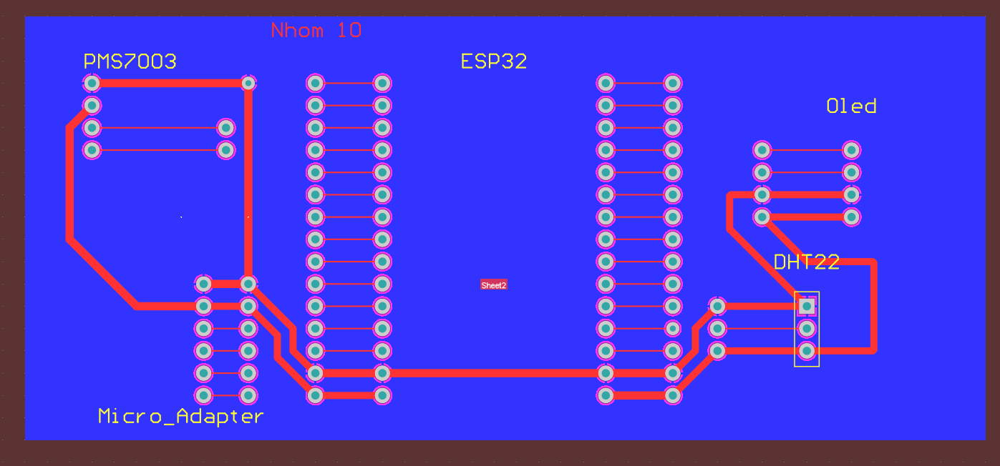 Nhom 10
PMS7003
ESP32
Oled
DHT22
Sheet2
Micro_Adapter